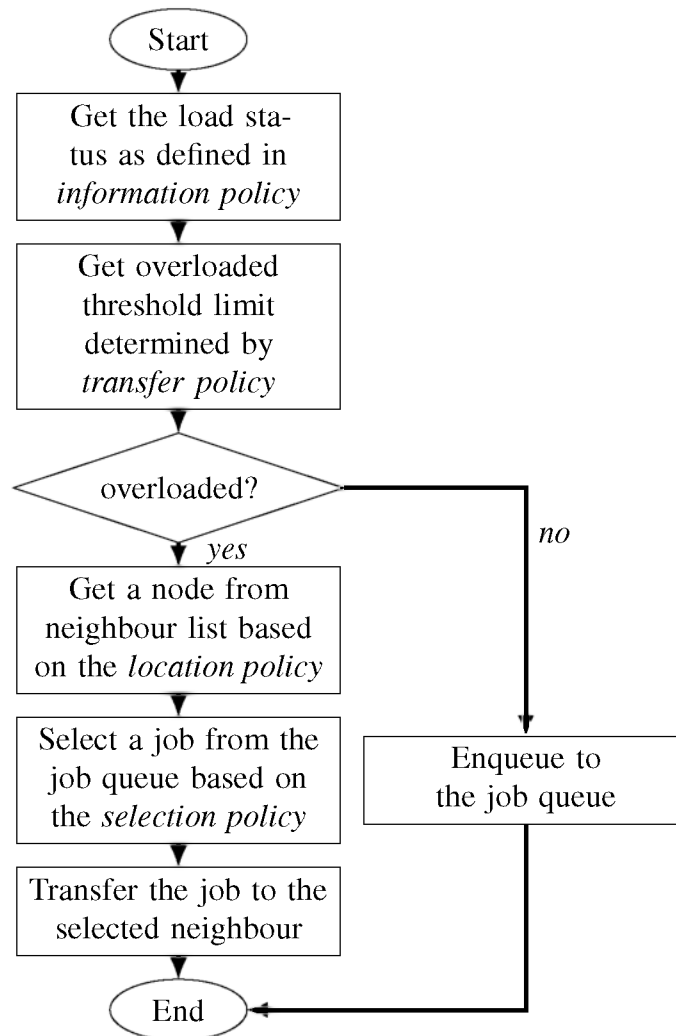 Start
Get the load sta-
tus as defined in
information policy
Get overloaded
threshold limit
determined by
transfer policy
overloaded?
yes
no
Get a node from
neighbour list based
on the location policy
Select a job from the
job queue based on
the selection policy
Enqueue to
the job queue
Transfer the job to the
selected neighbour
End